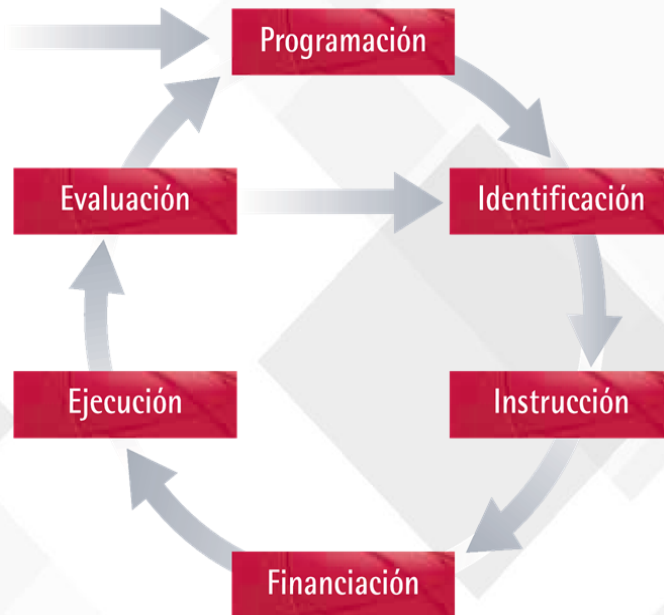 Programación
Evaluación
Identificación
Ejecución
Instrucción
Financiación